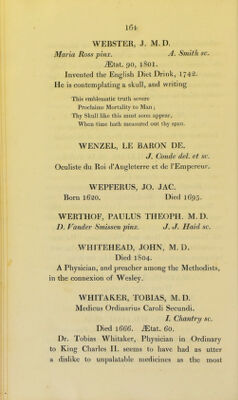 164
WEBSTER, J. M. D.
Maria Ross pinx. A. Smith sc.
Ætat. 90, 1801.
Invented the English Diet Drink, 1742.
He is contemplating a skull, and writing
This emblematic truth severe
Proclaims Mortality to Man;
Thy Skull like this must soon appear,
When time hath measured out thy span.
WENZEL, LE BARON DE.
J. Conde del. et sc.
Oculiste du Roi d'Angleterre et de l'Empereur.
WEPFERUS, JO. JAC.
Born 1620. Died 1695.
WERTHOF, PAULUS THEOPH. M. D.
D. Vander Smissen pinx. J. J. Haid sc.
WHITEHEAD, JOHN, M. D.
Died 1804.
A Physician, and preacher among the Methodists,
in the connexion of Wesley.
WHITAKER, TOBIAS, M. D.
Medicus Ordinarius Caroli Secundi.
I. Chantry sc.
Died 1666. Ætat. 60.
Dr. Tobias Whitaker, Physician in Ordinary
to King Charles II. seems to have had as utter
a dislike to unpalatable medicines as the most